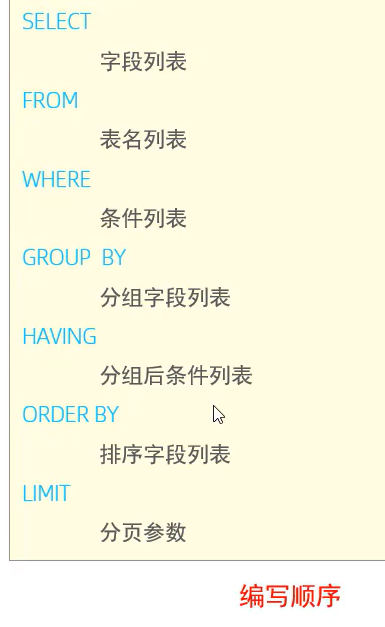 SELECT
字段列表
FROM
表名列表
WHERE
条件列表
GROUP BY
分组字段列表
HAVING
分组后条件列表
ORDER BY
排序字段列表
LIMIT
分页参数
编写顺序